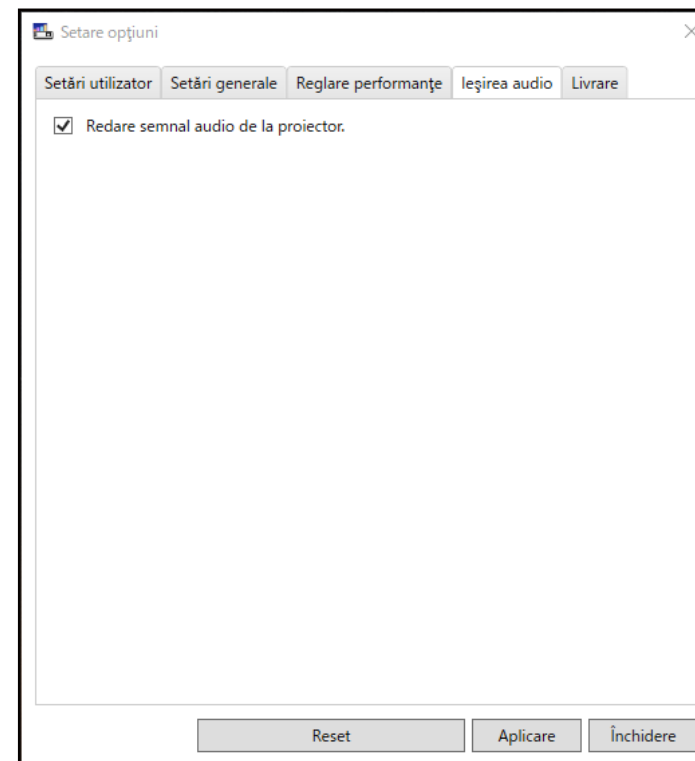 Setare opţiuni
Setări utilizator Setări generale Reglare performanţe Ieşirea audio Livrare
Redare semnal audio de la proiector.
Reset Aplicare Închidere